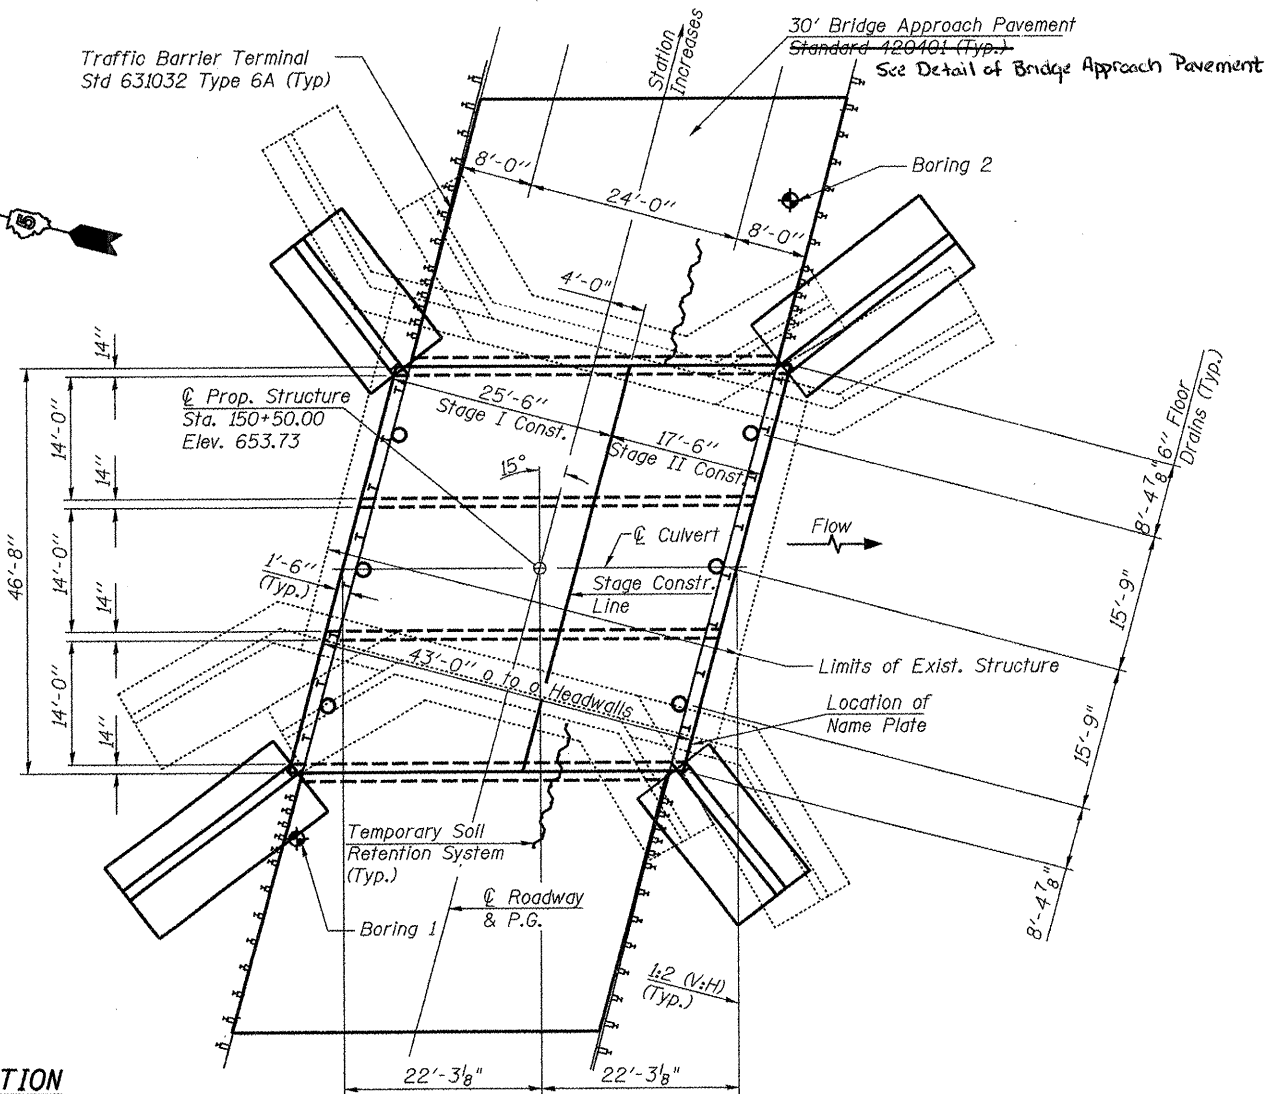 30' Bridge Approach Pavement
Standard 420401 (Typ.)
See Detail of Bridge Approach Pavement
Station
Increases
Traffic Barrier Terminal
Std 631032 Type 6A (Typ)
Boring 2
8'-0''
24'-0''
8'-0''
4'-0"
14''
℄ Prop. Structure
Sta. 150+50.00
Elev. 653.73
25'-6''
Stage I Const.
17'-6''
Stage II Const.
15°
6'' Floor
Drains (Typ.)
8'-4 7/8"
14'-0''
14''
Flow
℄ Culvert
46'-8''
14'-0''
14''
1'-6''
(Typ.)
Stage Constr.
Line
15'-9"
43'-0'' o to o Headwalls
Limits of Exist. Structure
14'-0''
14''
Location of
Name Plate
15'-9"
Temporary Soil
Retention System
(Typ.)
℄ Roadway
& P.G.
Boring 1
8'-4 7/8"
1:2 (V:H)
(Typ.)
22'-3 1/8"
22'-3 1/8"
TION